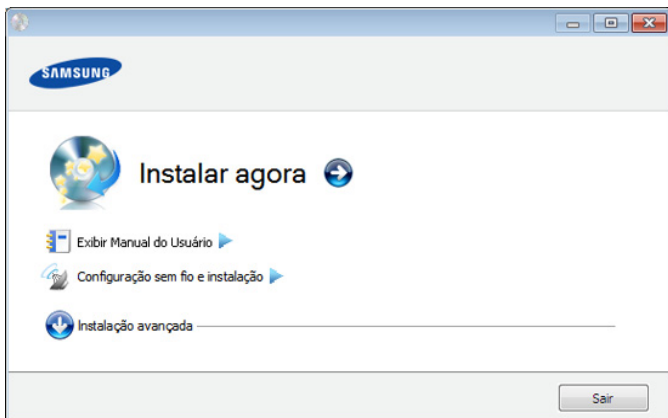 SAMSUNG
Instalar agora
Exibir Manual do Usuário
Configuração sem fio e instalação
Instalação avançada
Sair